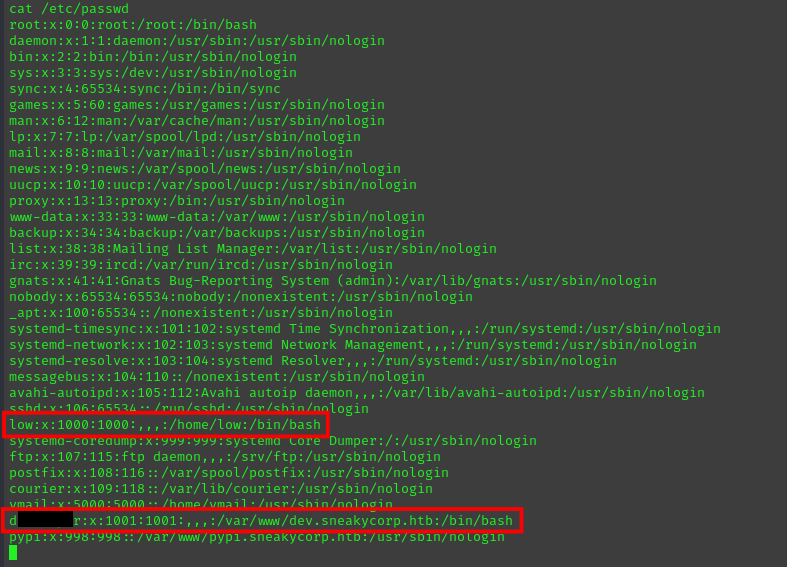 cat /etc/passwd
root:x:0:0:root:/root:/bin/bash
daemon:x:1:1:daemon:/usr/sbin:/usr/sbin/nologin
bin:x:2:2:bin:/bin:/usr/sbin/nologin
sys:x:3:3:sys:/dev:/usr/sbin/nologin
sync:x:4:65534:sync:/bin:/bin/sync
games:x:5:60:games:/usr/games:/usr/sbin/nologin
man:x:6:12:man:/var/cache/man:/usr/sbin/nologin
lp:x:7:7:lp:/var/spool/lpd:/usr/sbin/nologin
mail:x:8:8:mail:/var/mail:/usr/sbin/nologin
news:x:9:9:news:/var/spool/news:/usr/sbin/nologin
uucp:x:10:10:uucp:/var/spool/uucp:/usr/sbin/nologin
proxy:x:13:13:proxy:/bin:/usr/sbin/nologin
www-data:x:33:33:www-data:/var/www:/usr/sbin/nologin
backup:x:34:34:backup:/var/backups:/usr/sbin/nologin
list:x:38:38:Mailing List Manager:/var/list:/usr/sbin/nologin
irc:x:39:39:ircd:/var/run/ircd:/usr/sbin/nologin
gnats:x:41:41:Gnats Bug-Reporting System (admin):/var/lib/gnats:/usr/sbin/nologin
nobody:x:65534:65534:nobody:/nonexistent:/usr/sbin/nologin
_apt:x:100:65534::/nonexistent:/usr/sbin/nologin
systemd-timesync:x:101:102:systemd Time Synchronization,,,:/run/systemd:/usr/sbin/nologin
systemd-network:x:102:103:systemd Network Management,,,:/run/systemd:/usr/sbin/nologin
systemd-resolve:x:103:104:systemd Resolver,,,:/run/systemd:/usr/sbin/nologin
messagebus:x:104:110::/nonexistent:/usr/sbin/nologin
avahi-autoipd:x:105:112:Avahi autoip daemon,,,:/var/lib/avahi-autoipd:/usr/sbin/nologin
sshd:x:106:65534::/run/sshd:/usr/sbin/nologin
low:x:1000:1000:,,,:/home/low:/bin/bash
systemd-coredump:x:999:999:systemd Core Dumper:/:/usr/sbin/nologin
ftp:x:107:115:ftp daemon,,,:/srv/ftp:/usr/sbin/nologin
postfix:x:108:116::/var/spool/postfix:/usr/sbin/nologin
courier:x:109:118::/var/lib/courier:/usr/sbin/nologin
vmail:x:5000:5000::/home/vmail:/usr/sbin/nologin
d r:x:1001:1001:,,,:/var/www/dev.sneakycorp.htb:/bin/bash
pypi:x:998:998::/var/www/pypi.sneakycorp.htb:/usr/sbin/nologin